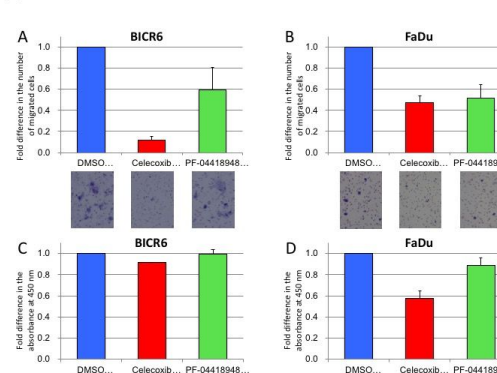 A
BICR6
Fold difference in the number
of migrated cells
1.0
0.8
0.6
0.4
0.2
0.0
DMSO...
Celecoxib...
PF-04418948...
B
FaDu
Fold difference in the number
of migrated cells
1.0
0.8
0.6
0.4
0.2
0.0
DMSO...
Celecoxib...
PF-044189
C
BICR6
Fold difference in the
absorbance at 450 nm
1.0
0.8
0.6
0.4
0.2
0.0
DMSO...
Celecoxib...
PF-04418948...
D
FaDu
Fold difference in the
absorbance at 450 nm
1.0
0.8
0.6
0.4
0.2
0.0
DMSO...
Celecoxib...
PF-044189